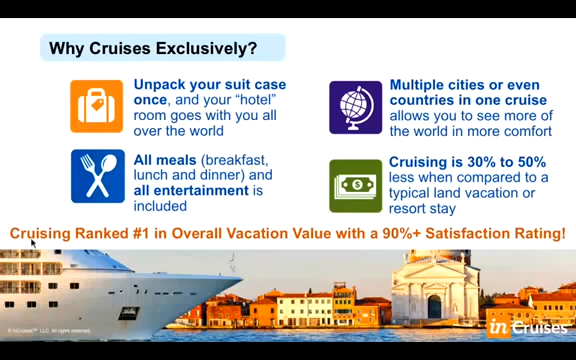 Why Cruises Exclusively?
Unpack your suit case
once, and your “hotel”
room goes with you all
over the world
Multiple cities or even
countries in one cruise
allows you to see more of
the world in more comfort
All meals (breakfast,
lunch and dinner) and
all entertainment is
included
Cruising is 30% to 50%
less when compared to a
typical land vacation or
resort stay
Cruising Ranked #1 in Overall Vacation Value with a 90%+ Satisfaction Rating!
© inCruises™, LLC. All rights reserved.
in Cruises